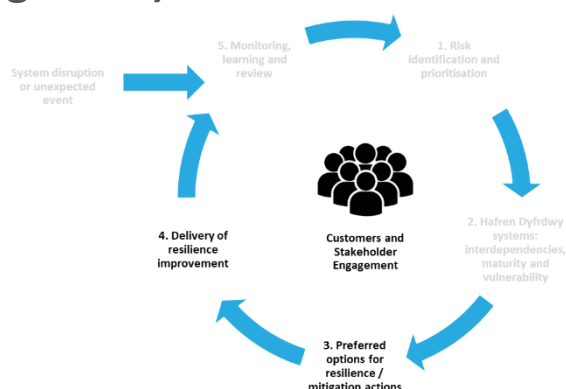 5. Monitoring,
learning and
review
1. Risk
identification and
prioritisation
System disruption
or unexpected
event
4. Delivery of
resilience
improvement
Customers and
Stakeholder
Engagement
2. Hafren Dyfrdwy
systems:
interdependencies,
maturity and
vulnerability
3. Preferred
options for
resilience /
mitigation actions